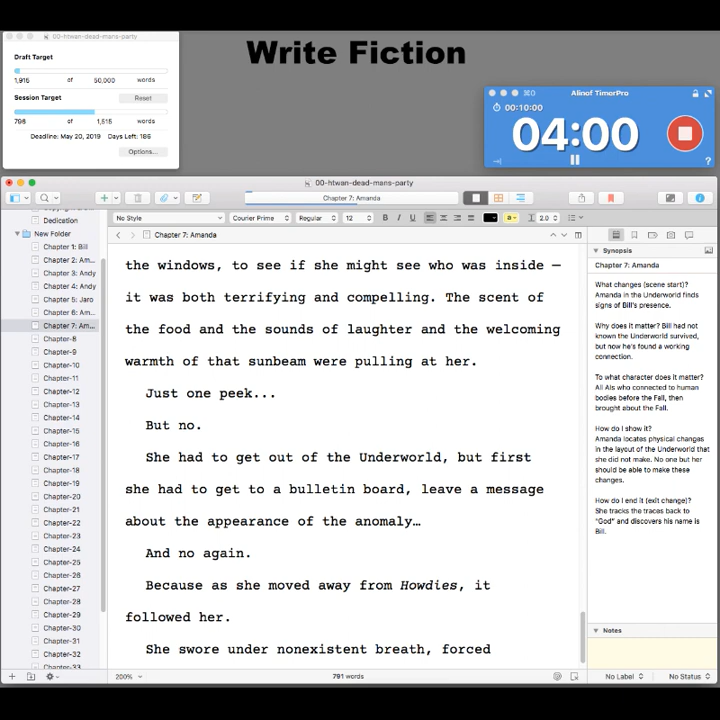 00-htwan-dead-mans-party
Draft Target
1,915 of 50,000 words
Session Target
Reset
798 of 1,515 words
Deadline: May 20, 2019 Days Left: 186
Options...
Write Fiction
⌘0
Alinof TimerPro
00:10:00
04:00
?
00-htwan-dead-mans-party
Chapter 7: Amanda
No Style
Courier Prime
Regular
12
B I U
a
2.0
Dedication
New Folder
Chapter 1: Bill
Chapter 2: Am...
Chapter 3: Andy
Chapter 4: Andy
Chapter 5: Jaro
Chapter 6: Am...
Chapter 7: Am...
Chapter-8
Chapter-9
Chapter-10
Chapter-11
Chapter-12
Chapter-13
Chapter-14
Chapter-15
Chapter-16
Chapter-17
Chapter-18
Chapter-19
Chapter-20
Chapter-21
Chapter-22
Chapter-23
Chapter-24
Chapter-25
Chapter-26
Chapter-27
Chapter-28
Chapter-29
Chapter-30
Chapter-31
Chapter-32
Chapter-33
Chapter 7: Amanda
the windows, to see if she might see who was inside —
it was both terrifying and compelling. The scent of
the food and the sounds of laughter and the welcoming
warmth of that sunbeam were pulling at her.
Just one peek...
But no.
She had to get out of the Underworld, but first
she had to get to a bulletin board, leave a message
about the appearance of the anomaly…
And no again.
Because as she moved away from Howdies, it
followed her.
She swore under nonexistent breath, forced
200%
791 words
Synopsis
Chapter 7: Amanda
What changes (scene start)?
Amanda in the Underworld finds
signs of Bill's presence.
Why does it matter? Bill had not
known the Underworld survived,
but now he's found a working
connection.
To what character does it matter?
All AIs who connected to human
bodies before the Fall, then
brought about the Fall.
How do I show it?
Amanda locates physical changes
in the layout of the Underworld that
she did not make. No one but her
should be able to make these
changes.
How do I end it (exit change)?
She tracks the traces back to
"God" and discovers his name is
Bill.
Notes
No Label
No Status